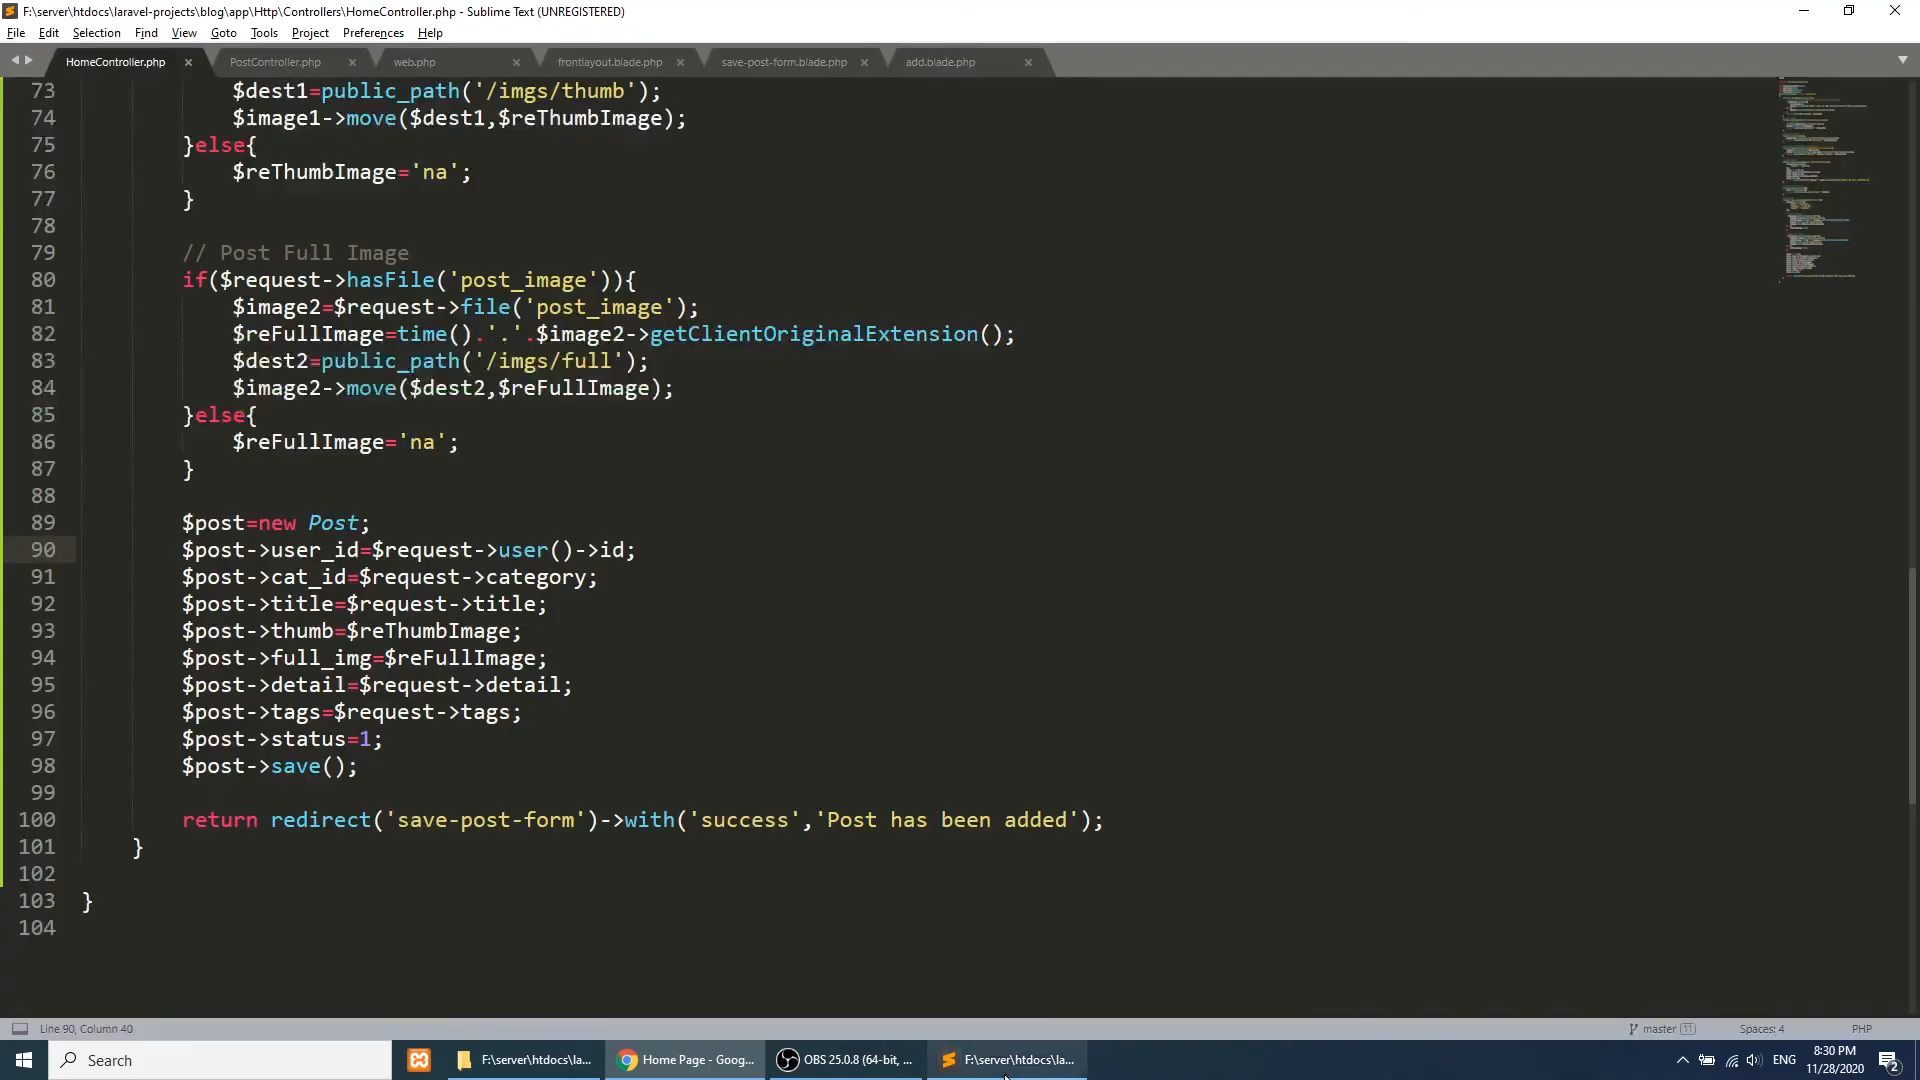 F:\server\htdocs\laravel-projects\blog\app\Http\Controllers\HomeController.php - Sublime Text (UNREGISTERED)
File Edit Selection Find View Goto Tools Project Preferences Help
HomeController.php PostController.php web.php frontlayout.blade.php save-post-form.blade.php add.blade.php
73 $dest1=public_path('/imgs/thumb');
74 $image1->move($dest1,$reThumbImage);
75 }else{
76 $reThumbImage='na';
77 }
78
79 // Post Full Image
80 if($request->hasFile('post_image')){
81 $image2=$request->file('post_image');
82 $reFullImage=time().'.'.$image2->getClientOriginalExtension();
83 $dest2=public_path('/imgs/full');
84 $image2->move($dest2,$reFullImage);
85 }else{
86 $reFullImage='na';
87 }
88
89 $post=new Post;
90 $post->user_id=$request->user()->id;
91 $post->cat_id=$request->category;
92 $post->title=$request->title;
93 $post->thumb=$reThumbImage;
94 $post->full_img=$reFullImage;
95 $post->detail=$request->detail;
96 $post->tags=$request->tags;
97 $post->status=1;
98 $post->save();
99
100 return redirect('save-post-form')->with('success','Post has been added');
101 }
102
103 }
104
Line 90, Column 40 master 11 Spaces: 4 PHP
Search F:\server\htdocs\la... Home Page - Goog... OBS 25.0.8 (64-bit, ... F:\server\htdocs\la... ENG 8:30 PM
11/28/2020 2